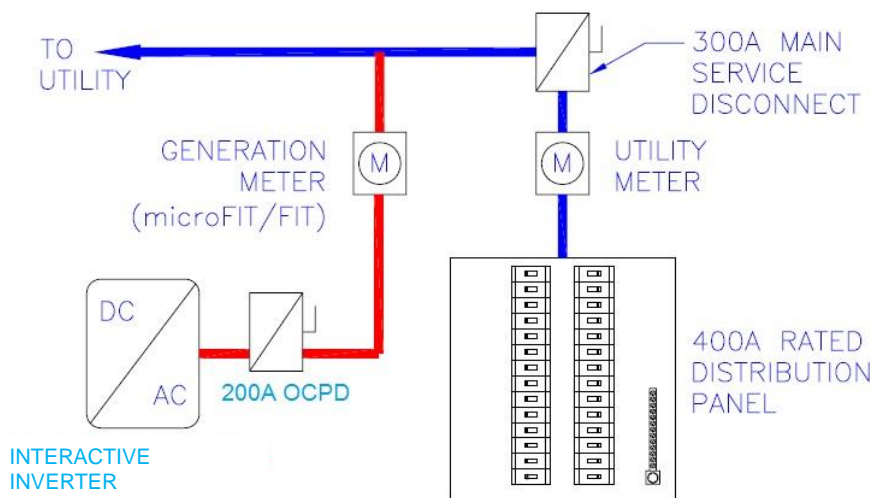 TO
UTILITY
300A MAIN
SERVICE
DISCONNECT
GENERATION
METER
(microFIT/FIT)
M
M
UTILITY
METER
DC
AC
200A OCPD
400A RATED
DISTRIBUTION
PANEL
INTERACTIVE
INVERTER